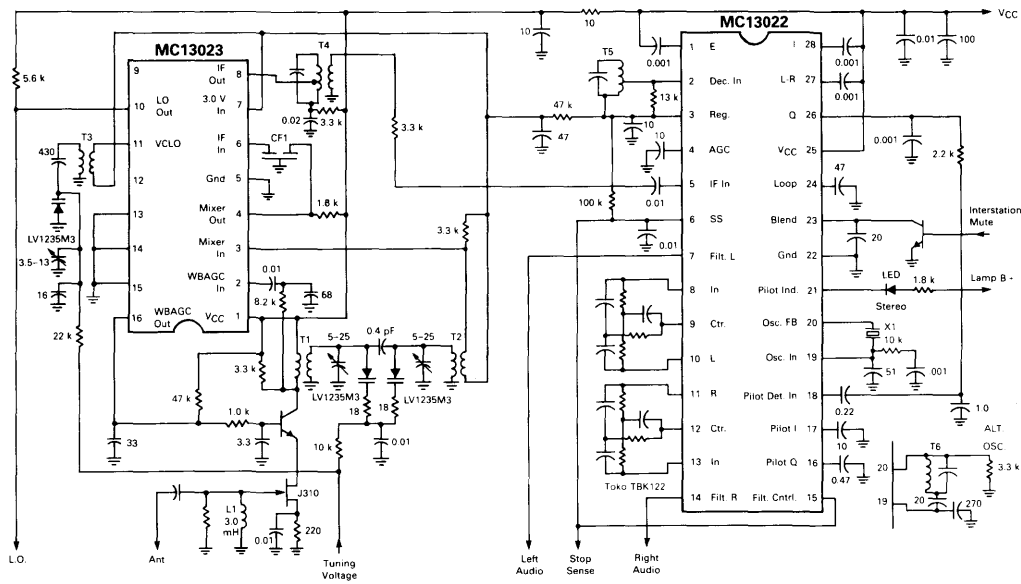 VCC
10
10
0.01
100
MC13023
MC13022
5.6 k
9
10 LO Out
11 VCLO
12
13
14
15
16 WBAGC Out
IF Out 8
3.0 V In 7
IF In 6
Gnd 5
Mixer Out 4
Mixer In 3
WBAGC In 2
VCC 1
T4
0.02
3.3 k
CF1
1.8 k
3.3 k
T3
430
LV1235M3
3.5–13
16
22 k
0.01
8.2 k
68
3.3 k
T1
5–25
0.4 pF
5–25
T2
3.3 k
LV1235M3
LV1235M3
18
18
0.01
10 k
47 k
1.0 k
33
3.3
J310
L1
3.0
mH
0.01
220
L.O.
Ant
Tuning
Voltage
T5
0.001
13 k
47 k
47
10
10
0.01
100 k
0.01
1 E
2 Dec. In
3 Reg.
4 AGC
5 IF In
6 SS
7 Filt. L
8 In
9 Ctr.
10 L
11 R
12 Ctr.
13 In
14 Filt. R
I 28
L-R 27
Q 26
VCC 25
Loop 24
Blend 23
Gnd 22
Pilot Ind. 21
Osc. FB 20
Osc. In 19
Pilot Det. In 18
Pilot I 17
Pilot Q 16
Filt. Cntrl. 15
0.001
0.001
0.001
2.2 k
47
Interstation
Mute
20
LED
1.8 k
Lamp B+
Stereo
X1
10 k
51
.001
0.22
1.0
10
0.47
ALT.
OSC.
T6
20
19
20
270
3.3 k
Toko TBK122
Left
Audio
Stop
Sense
Right
Audio